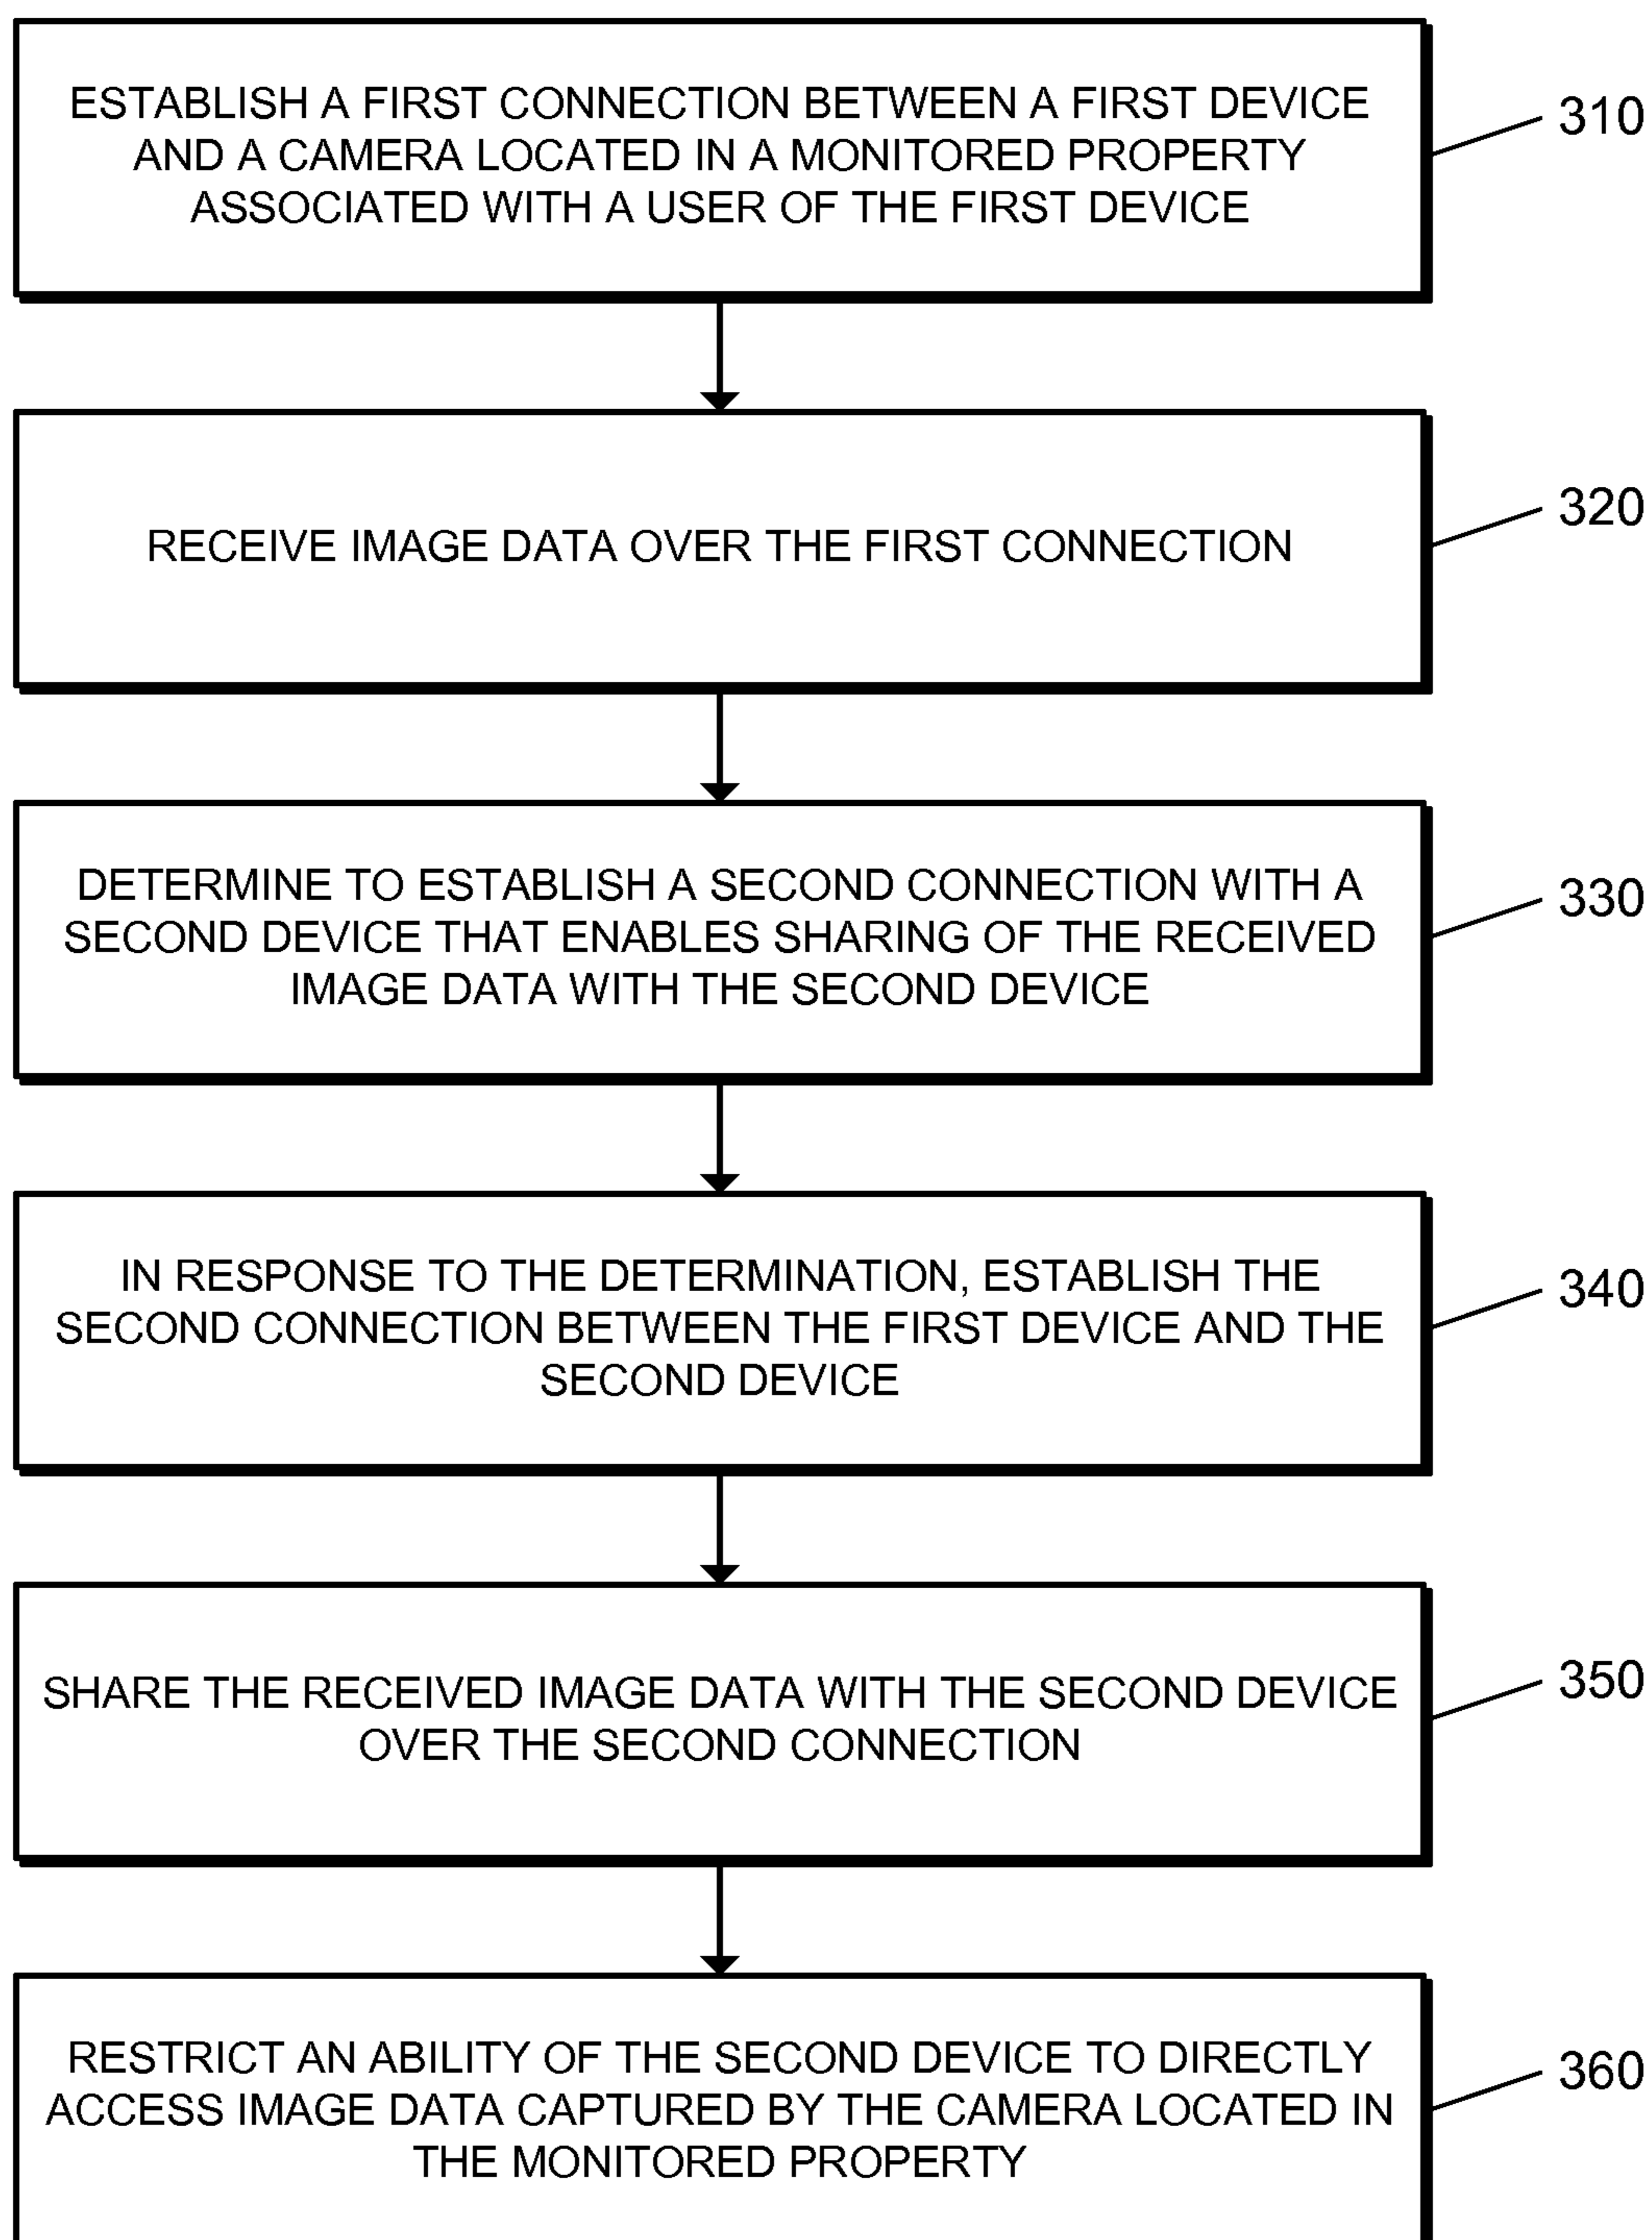 ESTABLISH A FIRST CONNECTION BETWEEN A FIRST DEVICE
AND A CAMERA LOCATED IN A MONITORED PROPERTY
ASSOCIATED WITH A USER OF THE FIRST DEVICE
310
RECEIVE IMAGE DATA OVER THE FIRST CONNECTION
320
DETERMINE TO ESTABLISH A SECOND CONNECTION WITH A
SECOND DEVICE THAT ENABLES SHARING OF THE RECEIVED
IMAGE DATA WITH THE SECOND DEVICE
330
IN RESPONSE TO THE DETERMINATION, ESTABLISH THE
SECOND CONNECTION BETWEEN THE FIRST DEVICE AND THE
SECOND DEVICE
340
SHARE THE RECEIVED IMAGE DATA WITH THE SECOND DEVICE
OVER THE SECOND CONNECTION
350
RESTRICT AN ABILITY OF THE SECOND DEVICE TO DIRECTLY
ACCESS IMAGE DATA CAPTURED BY THE CAMERA LOCATED IN
THE MONITORED PROPERTY
360